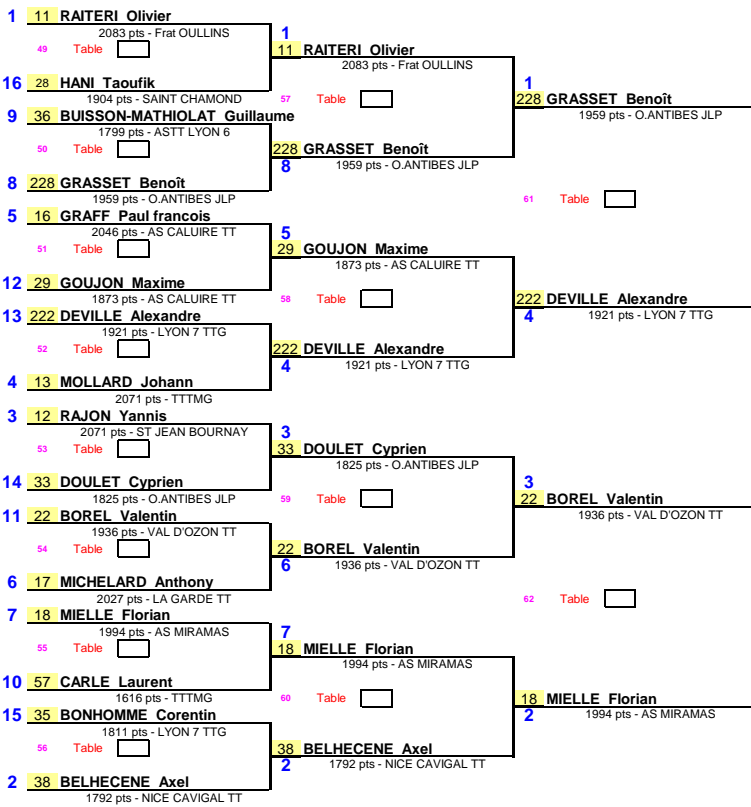 1 11 RAITERI Olivier
2083 pts - Frat OULLINS
49 Table
16 28 HANI Taoufik
1904 pts - SAINT CHAMOND
9 36 BUISSON-MATHIOLAT Guillaume
1799 pts - ASTT LYON 6
50 Table
8 228 GRASSET Benoît
1959 pts - O.ANTIBES JLP
5 16 GRAFF Paul francois
2046 pts - AS CALUIRE TT
51 Table
12 29 GOUJON Maxime
1873 pts - AS CALUIRE TT
13 222 DEVILLE Alexandre
1921 pts - LYON 7 TTG
52 Table
4 13 MOLLARD Johann
2071 pts - TTTMG
3 12 RAJON Yannis
2071 pts - ST JEAN BOURNAY
53 Table
14 33 DOULET Cyprien
1825 pts - O.ANTIBES JLP
11 22 BOREL Valentin
1936 pts - VAL D'OZON TT
54 Table
6 17 MICHELARD Anthony
2027 pts - LA GARDE TT
7 18 MIELLE Florian
1994 pts - AS MIRAMAS
55 Table
10 57 CARLE Laurent
1616 pts - TTTMG
15 35 BONHOMME Corentin
1811 pts - LYON 7 TTG
56 Table
2 38 BELHECENE Axel
1792 pts - NICE CAVIGAL TT
1
11 RAITERI Olivier
2083 pts - Frat OULLINS
57 Table
228 GRASSET Benoît
8 1959 pts - O.ANTIBES JLP
5
29 GOUJON Maxime
1873 pts - AS CALUIRE TT
58 Table
222 DEVILLE Alexandre
4 1921 pts - LYON 7 TTG
3
33 DOULET Cyprien
1825 pts - O.ANTIBES JLP
59 Table
22 BOREL Valentin
6 1936 pts - VAL D'OZON TT
7
18 MIELLE Florian
1994 pts - AS MIRAMAS
60 Table
38 BELHECENE Axel
2 1792 pts - NICE CAVIGAL TT
1
228 GRASSET Benoît
1959 pts - O.ANTIBES JLP
61 Table
222 DEVILLE Alexandre
4 1921 pts - LYON 7 TTG
3
22 BOREL Valentin
1936 pts - VAL D'OZON TT
62 Table
18 MIELLE Florian
2 1994 pts - AS MIRAMAS